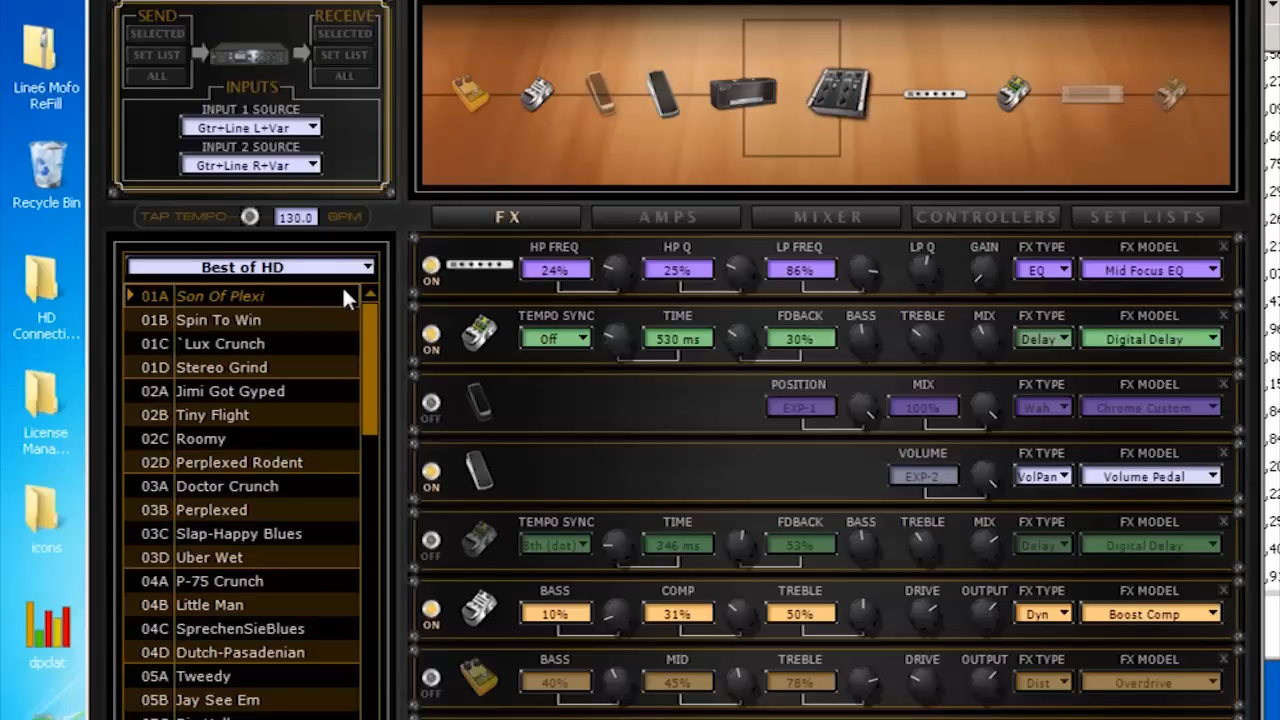 Line6 Mofo
ReFill
Recycle Bin
HD
Connecti...
License
Mana...
icons
dpclat
SEND
RECEIVE
SELECTED
SELECTED
SET LIST
SET LIST
ALL
ALL
INPUTS
INPUT 1 SOURCE
Gtr+Line L+Var
INPUT 2 SOURCE
Gtr+Line R+Var
TAP TEMPO 130.0 BPM
FX AMPS MIXER CONTROLLERS SET LISTS
Best of HD
01A Son Of Plexi
01B Spin To Win
01C `Lux Crunch
01D Stereo Grind
02A Jimi Got Gyped
02B Tiny Flight
02C Roomy
02D Perplexed Rodent
03A Doctor Crunch
03B Perplexed
03C Slap-Happy Blues
03D Uber Wet
04A P-75 Crunch
04B Little Man
04C SprechenSieBlues
04D Dutch-Pasadenian
05A Tweedy
05B Jay See Em
HP FREQ HP Q LP FREQ LP Q GAIN FX TYPE FX MODEL X
ON 24% 25% 86% EQ Mid Focus EQ
TEMPO SYNC TIME FDBACK BASS TREBLE MIX FX TYPE FX MODEL X
ON Off 530 ms 30% Delay Digital Delay
POSITION MIX FX TYPE FX MODEL X
OFF EXP-1 100% Wah Chrome Custom
VOLUME FX TYPE FX MODEL X
ON EXP-2 VolPan Volume Pedal
TEMPO SYNC TIME FDBACK BASS TREBLE MIX FX TYPE FX MODEL X
OFF 8th (dot) 346 ms 53% Delay Digital Delay
BASS COMP TREBLE DRIVE OUTPUT FX TYPE FX MODEL X
ON 10% 31% 50% Dyn Boost Comp
BASS MID TREBLE DRIVE OUTPUT FX TYPE FX MODEL X
OFF 40% 45% 78% Dist Overdrive